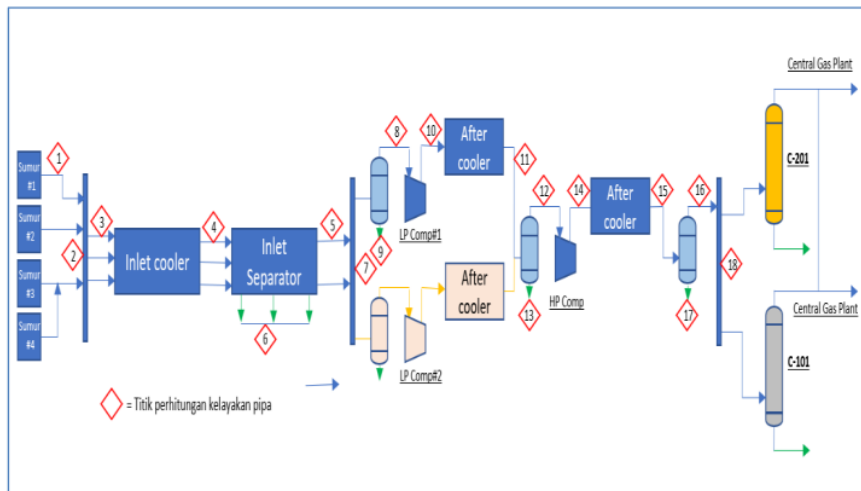 Central Gas Plant
8
10
After
cooler
11
C-201
1
Sumur
#1
12
14
After
cooler
15
16
3
4
5
Sumur
#2
2
Inlet cooler
Inlet
Separator
LP Comp#1
7
9
18
Sumur
#3
After
cooler
13
HP Comp
17
Central Gas Plant
Sumur
#4
6
C-101
LP Comp#2
= Titik perhitungan kelayakan pipa